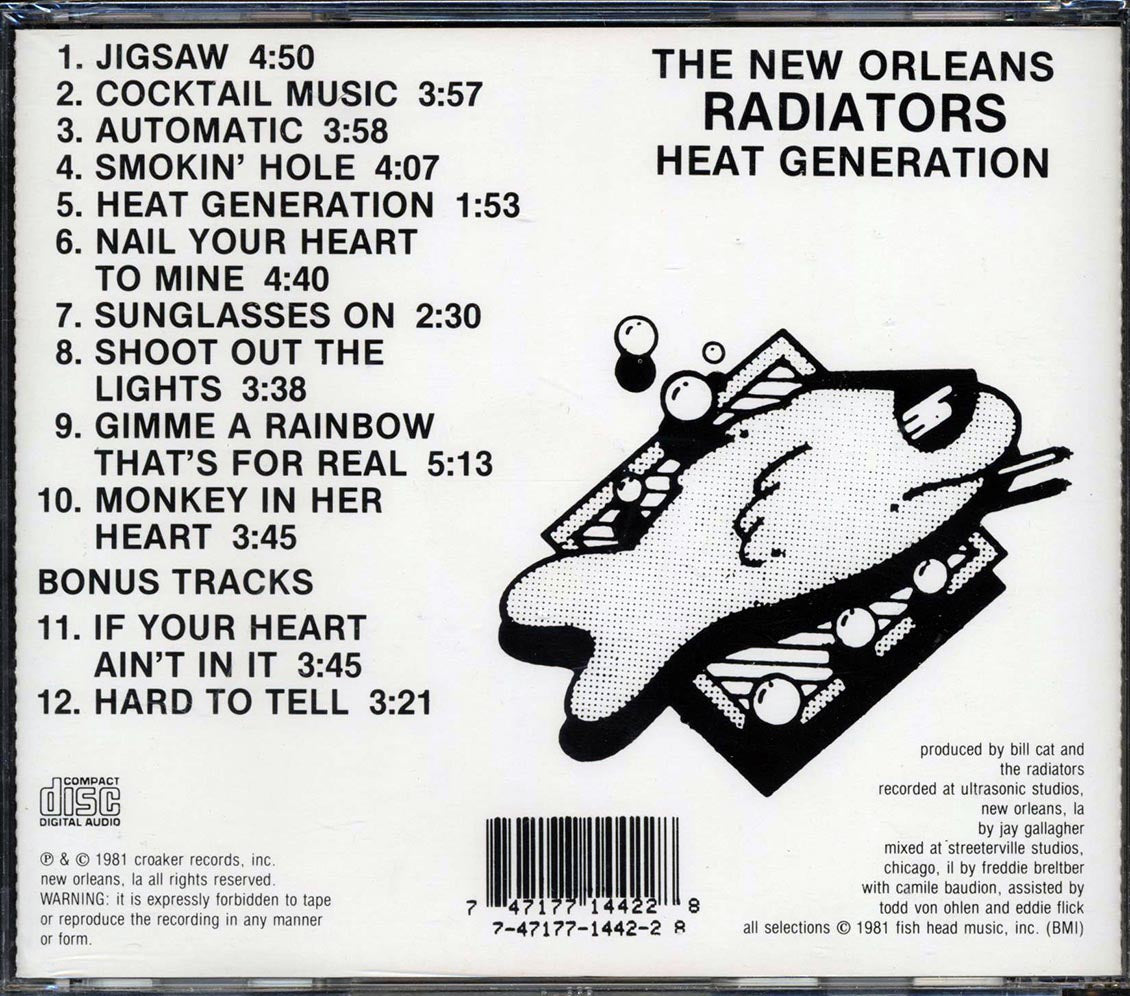 1. JIGSAW 4:50
2. COCKTAIL MUSIC 3:57
3. AUTOMATIC 3:58
4. SMOKIN' HOLE 4:07
5. HEAT GENERATION 1:53
6. NAIL YOUR HEART
TO MINE 4:40
7. SUNGLASSES ON 2:30
8. SHOOT OUT THE
LIGHTS 3:38
9. GIMME A RAINBOW
THAT'S FOR REAL 5:13
10. MONKEY IN HER
HEART 3:45
BONUS TRACKS
11. IF YOUR HEART
AIN'T IN IT 3:45
12. HARD TO TELL 3:21
THE NEW ORLEANS
RADIATORS
HEAT GENERATION
COMPACT
disc
DIGITAL AUDIO
℗ & © 1981 croaker records, inc.
new orleans, la all rights reserved.
WARNING: it is expressly forbidden to tape
or reproduce the recording in any manner
or form.
7 47177 14422 8
7-47177-1442-2 8
produced by bill cat and
the radiators
recorded at ultrasonic studios,
new orleans, la
by jay gallagher
mixed at streeterville studios,
chicago, il by freddie breltber
with camile baudion, assisted by
todd von ohlen and eddie flick
all selections © 1981 fish head music, inc. (BMI)